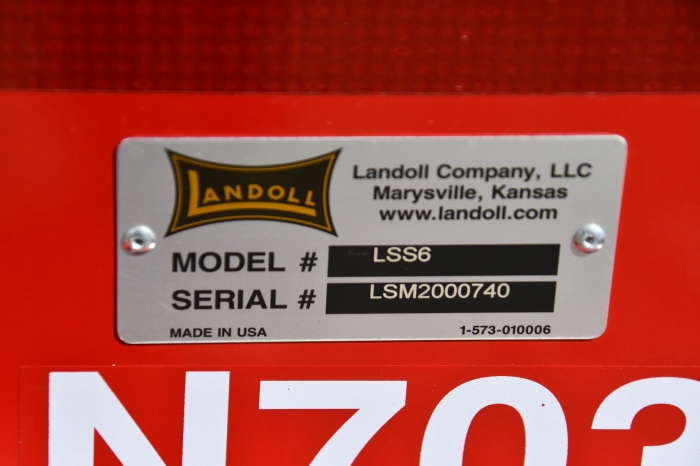 LANDOLL
Landoll Company, LLC
Marysville, Kansas
www.landoll.com
MODEL # LSS6
SERIAL # LSM2000740
MADE IN USA 1-573-010006
N703